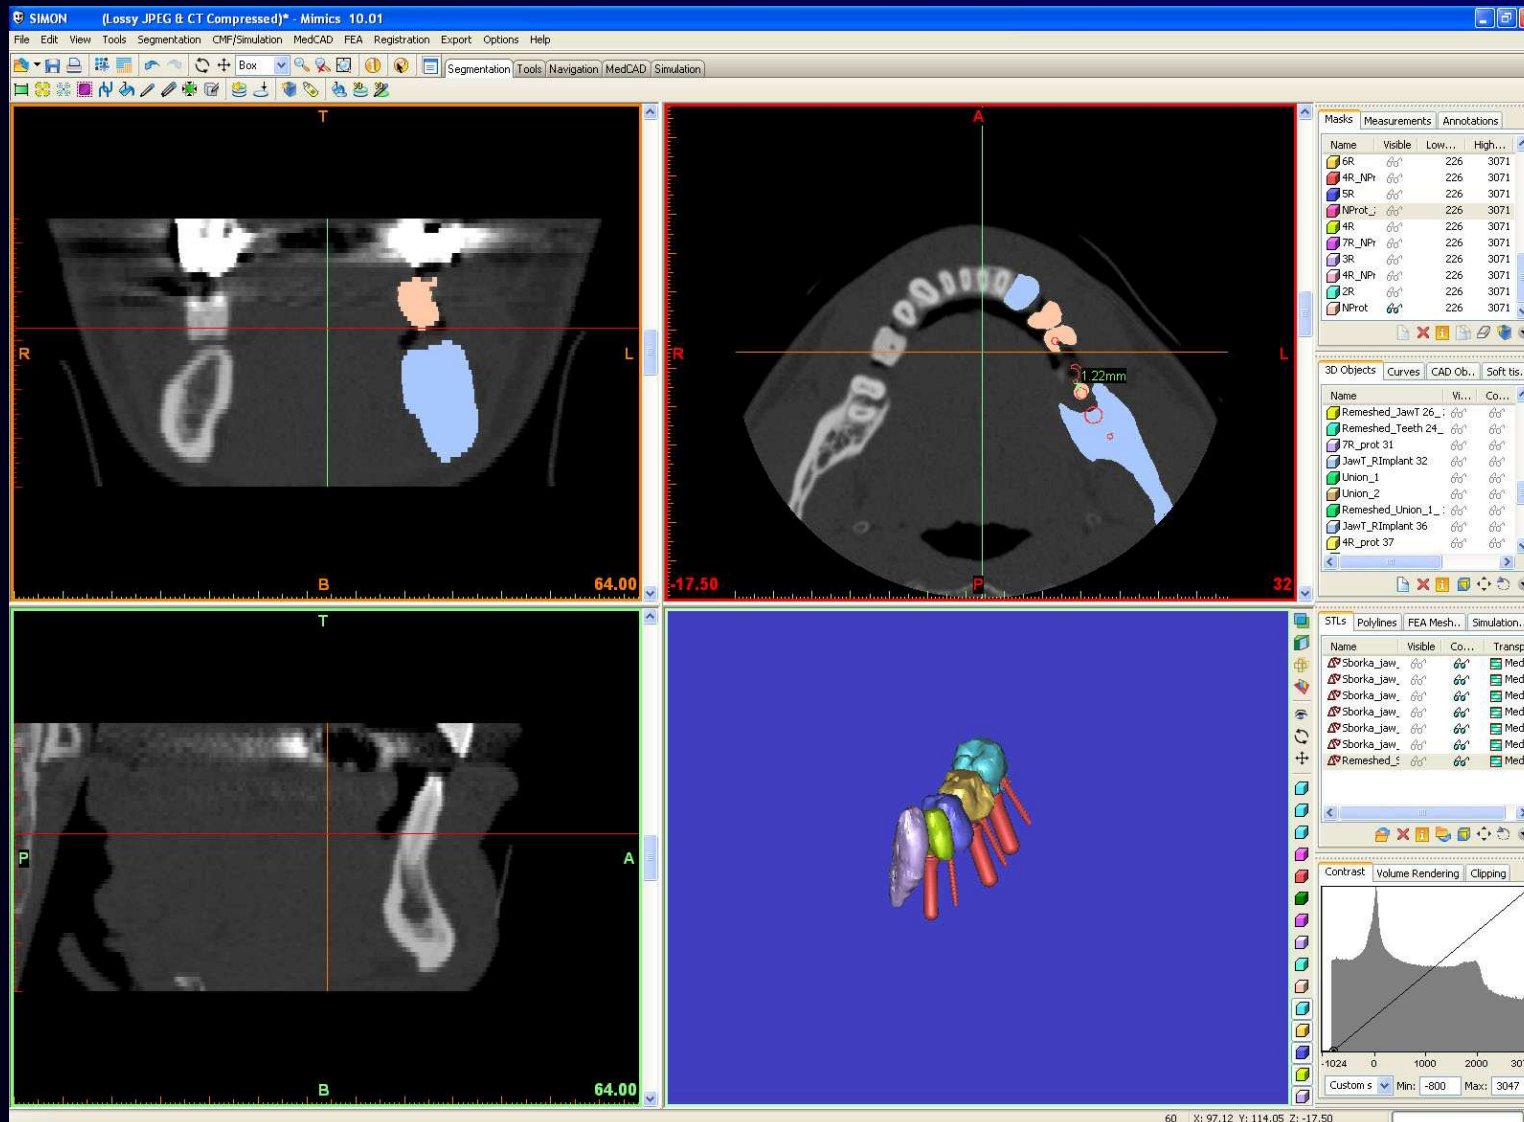 SIMON (Lossy JPEG & CT Compressed)* - Mimics 10.01
File Edit View Tools Segmentation CMF/Simulation MedCAD FEA Registration Export Options Help
Box Segmentation Tools Navigation MedCAD Simulation
T
R
L
B
64.00
A
R
L
1.22mm
-17.50
P
32
T
P
A
B
64.00
Masks Measurements Annotations
Name Visible Low... High...
6R 226 3071
4R_NPr 226 3071
5R 226 3071
NProt_ 226 3071
4R 226 3071
7R_NPr 226 3071
3R 226 3071
4R_NPr 226 3071
2R 226 3071
NProt 226 3071
3D Objects Curves CAD Ob.. Soft tis.
Name Vi... Co...
Remeshed_JawT 26_
Remeshed_Teeth 24_
7R_prot 31
JawT_RImplant 32
Union_1
Union_2
Remeshed_Union_1_
JawT_RImplant 36
4R_prot 37
STLs Polylines FEA Mesh.. Simulation..
Name Visible Co... Transp
Sborka_jaw_ Med
Sborka_jaw_ Med
Sborka_jaw_ Med
Sborka_jaw_ Med
Sborka_jaw_ Med
Sborka_jaw_ Med
Remeshed_S Med
Contrast Volume Rendering Clipping
-1024 0 1000 2000 307
Custom s Min: -800 Max: 3047
60 X: 97.12 Y: 114.05 Z: -17.50